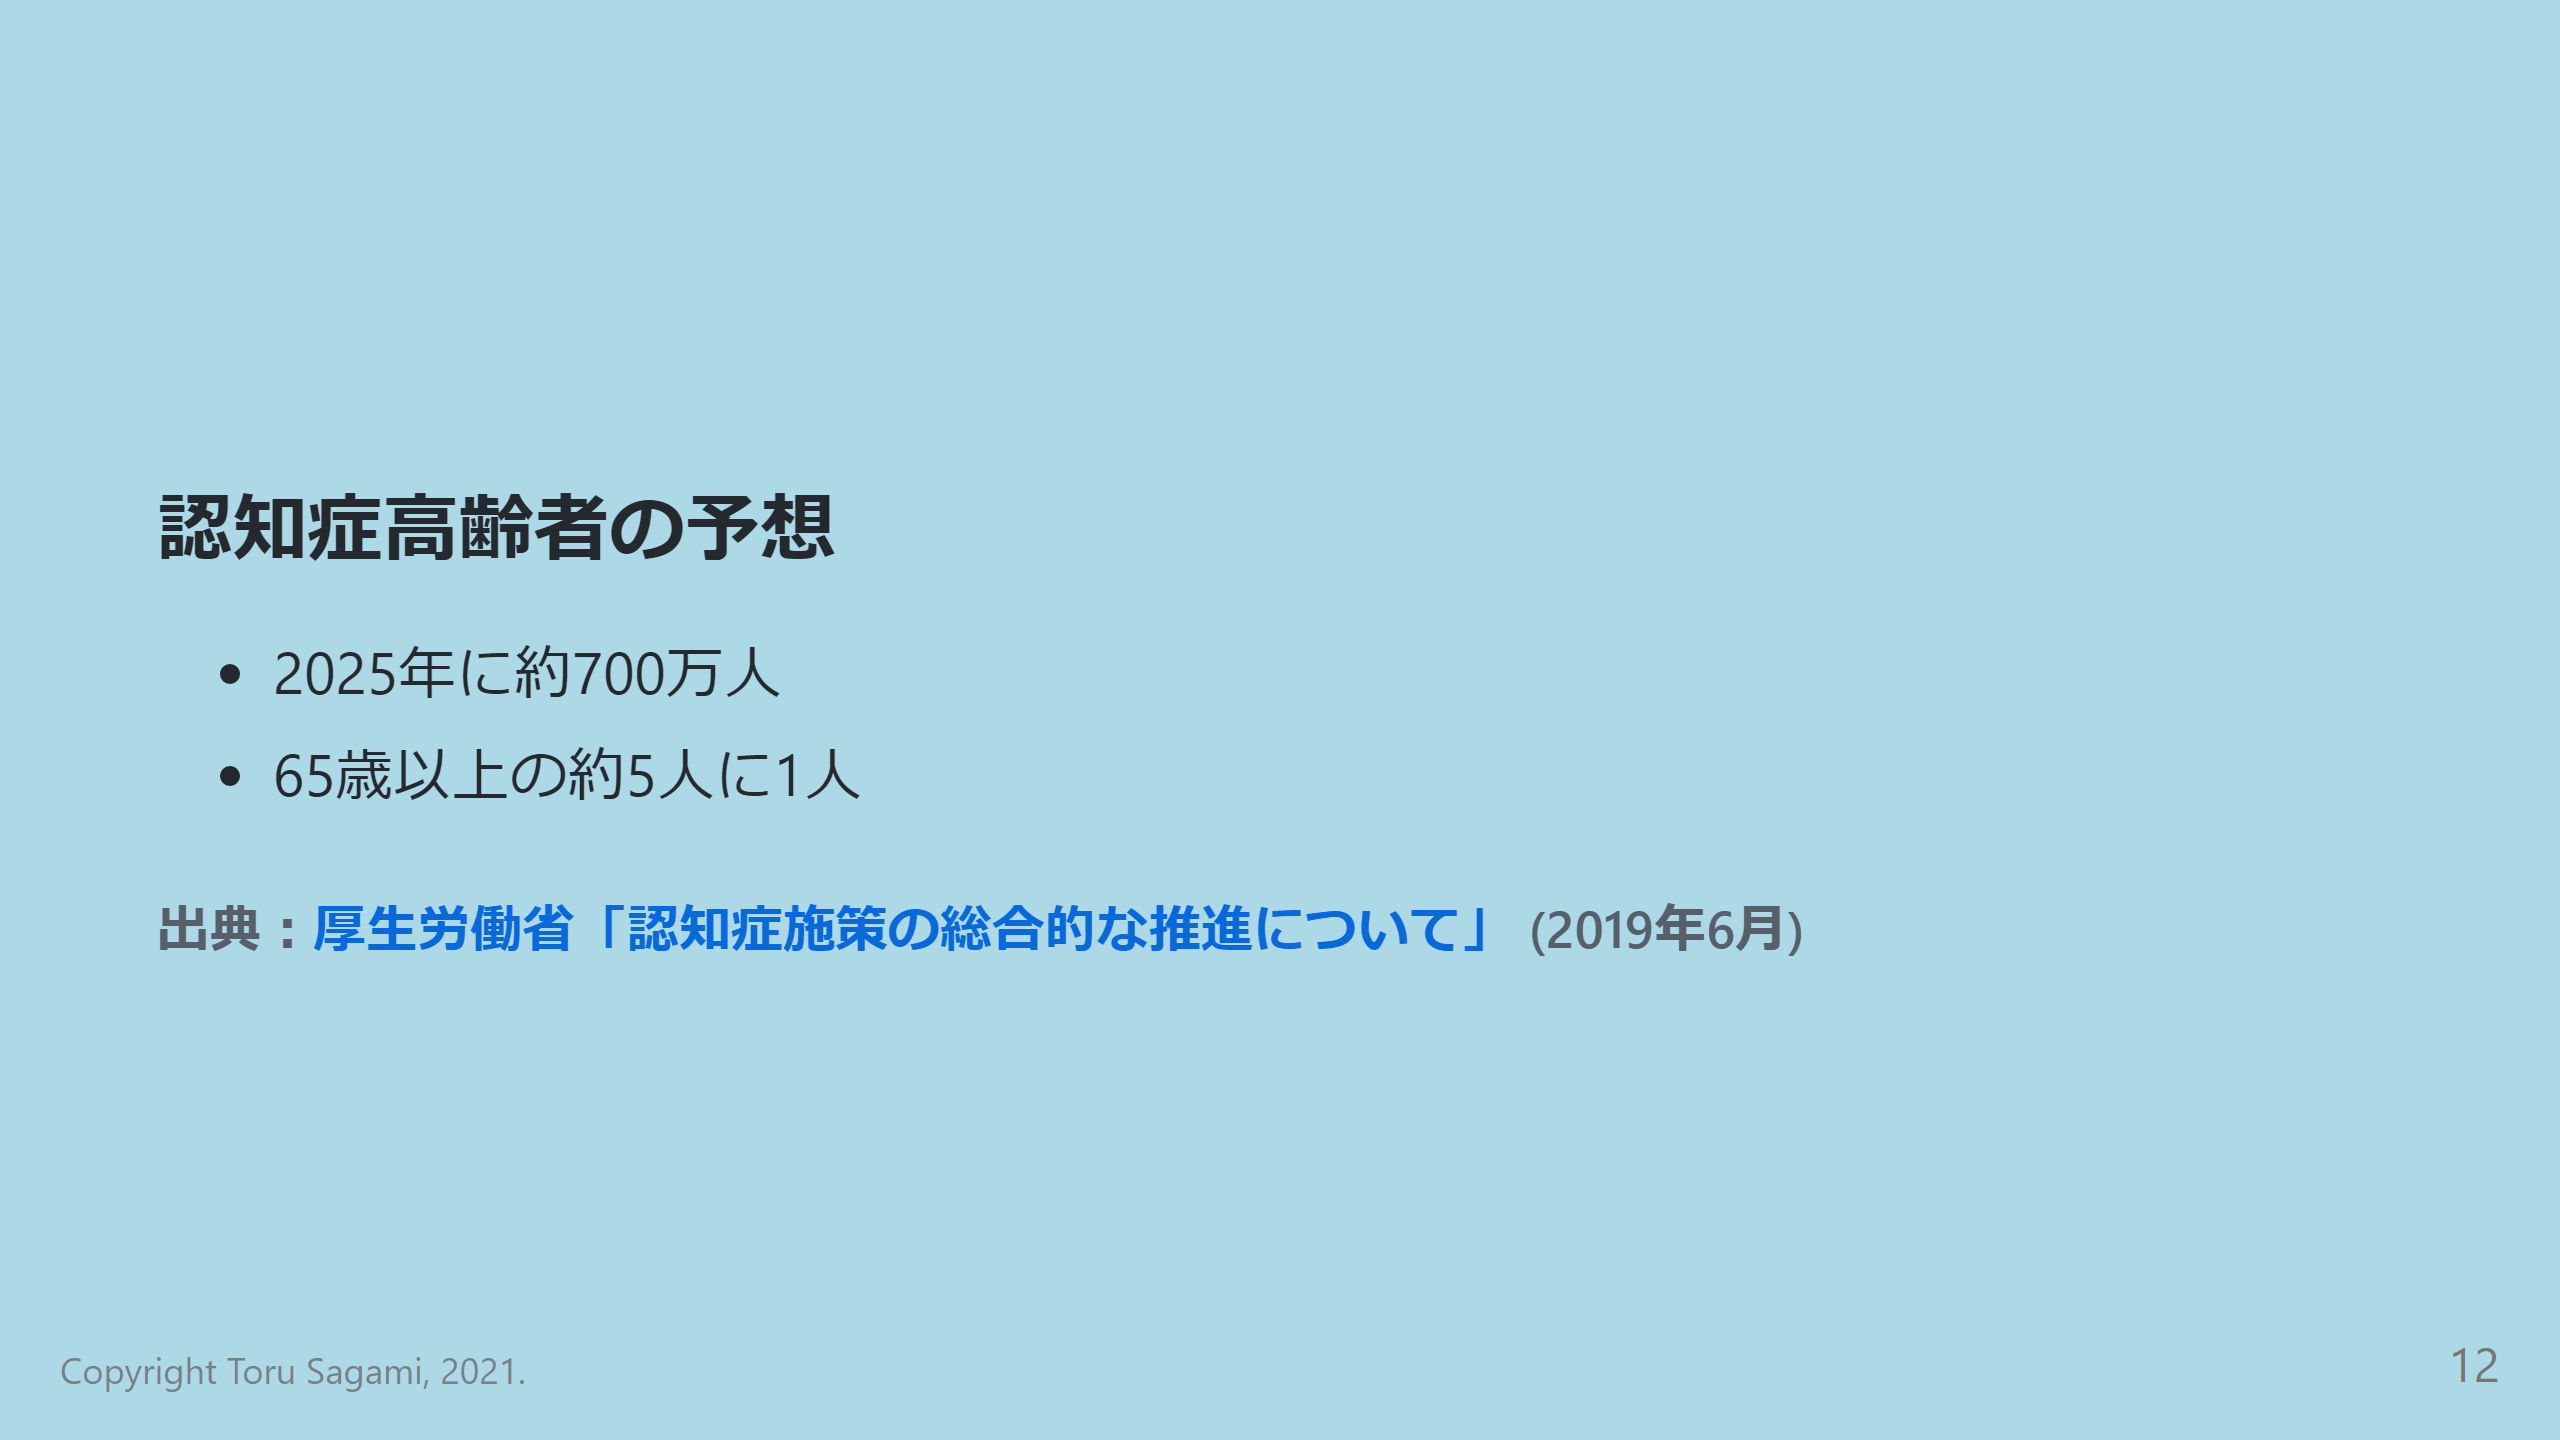 認知症高齢者の予想
• 2025年に約700万人
• 65歳以上の約5人に1人
出典：厚生労働省「認知症施策の総合的な推進について」 (2019年6月)
Copyright Toru Sagami, 2021.
12